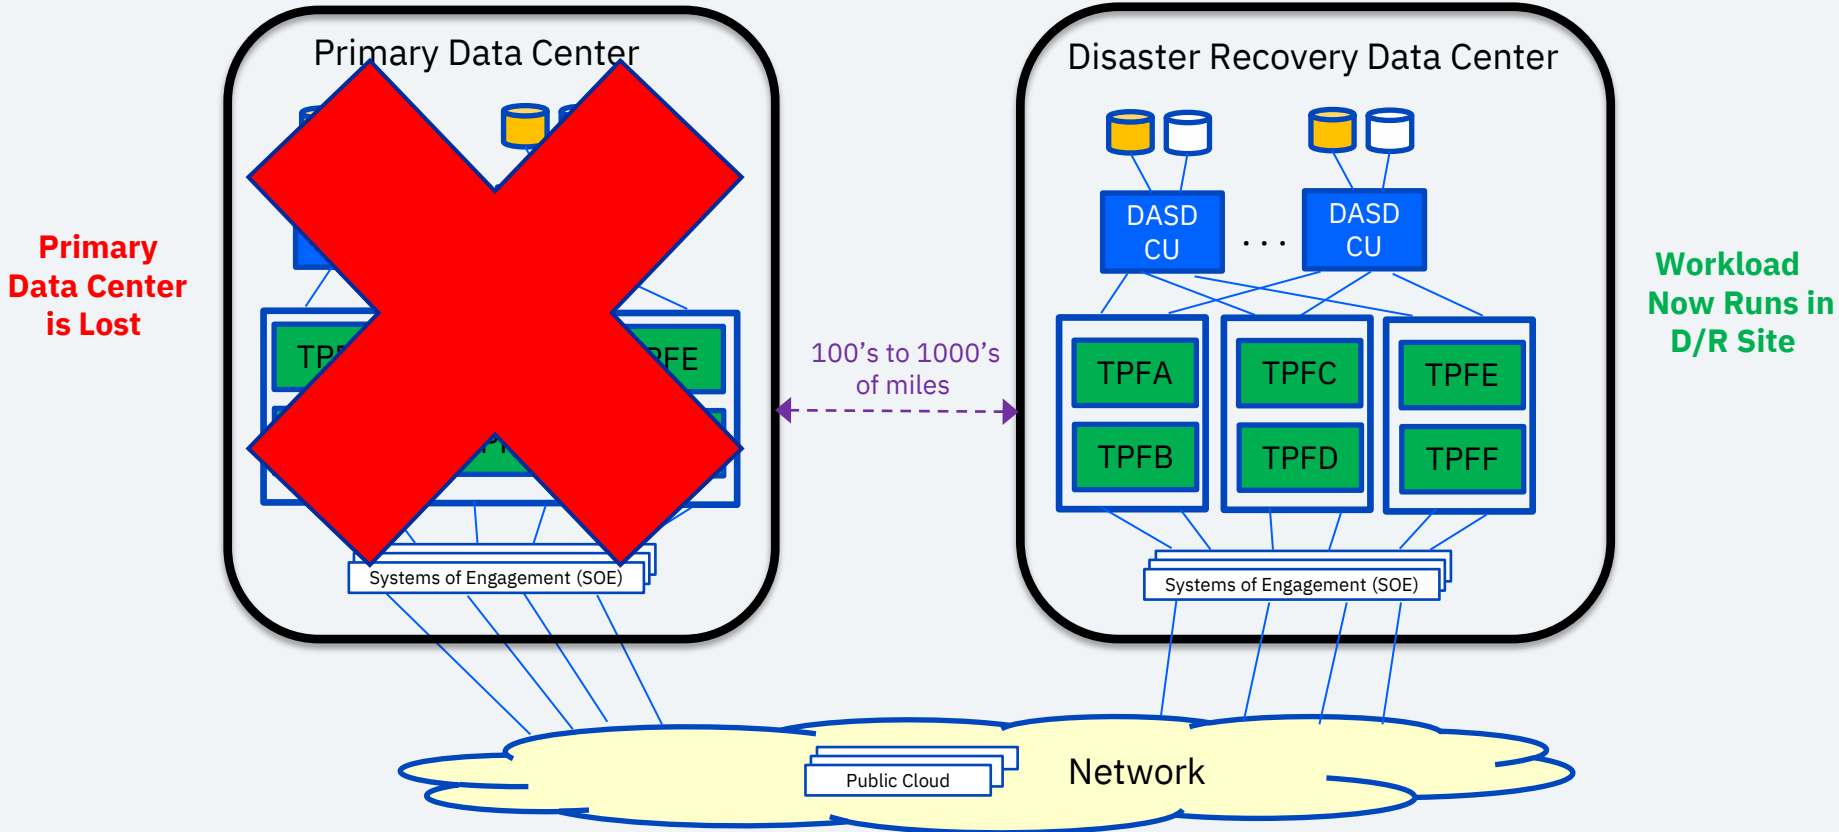 Primary Data Center
Disaster Recovery Data Center
Primary
Data Center
is Lost
DASD
CU
. . .
DASD
CU
Workload
Now Runs in
D/R Site
100's to 1000's
of miles
TPFA
TPFC
TPFE
TPFB
TPFD
TPFF
Systems of Engagement (SOE)
Systems of Engagement (SOE)
Public Cloud
Network